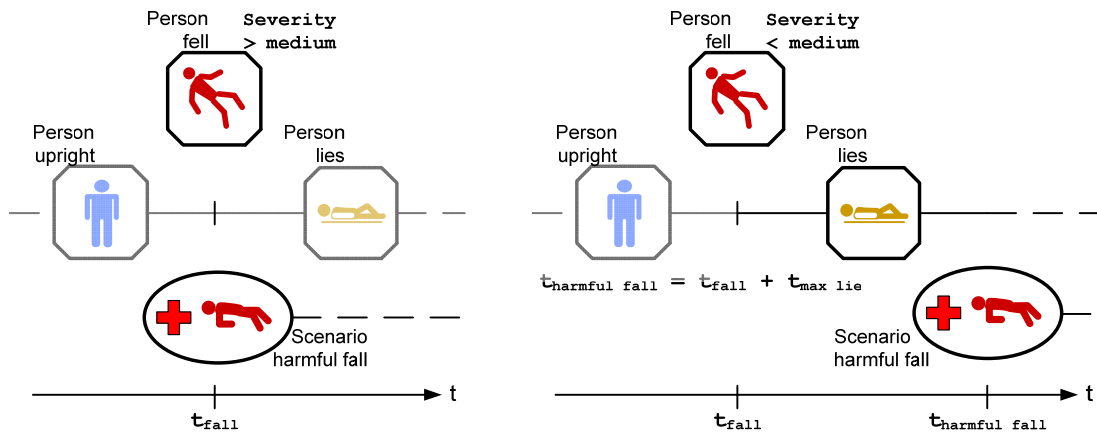 Person
fell
Severity
> medium
Person
upright
Person
lies
Scenario
harmful fall
t
tfall
Person
fell
Severity
< medium
Person
upright
Person
lies
tharmful fall = tfall + tmax lie
Scenario
harmful fall
t
tfall
tharmful fall